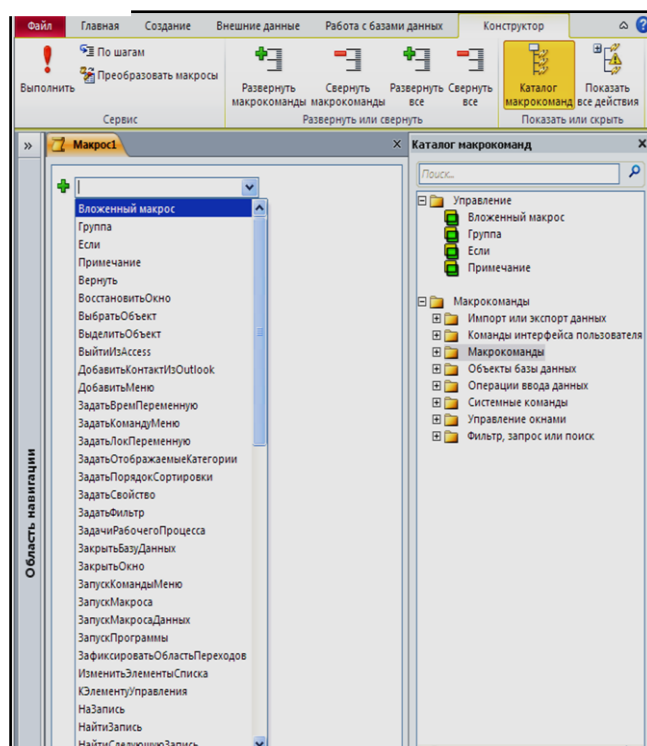 Файл Главная Создание Внешние данные Работа с базами данных Конструктор
Выполнить
По шагам
Преобразовать макросы
Развернуть макрокоманды
Свернуть макрокоманды
Развернуть все
Свернуть все
Каталог макрокоманд
Показать все действия
Сервис Развернуть или свернуть Показать или скрыть
Макрос1
Область навигации
Вложенный макрос
Группа
Если
Примечание
Вернуть
ВосстановитьОкно
ВыбратьОбъект
ВыделитьОбъект
ВыйтиИзAccess
ДобавитьКонтактИзOutlook
ДобавитьМеню
ЗадатьВремПеременную
ЗадатьКомандуМеню
ЗадатьЛокПеременную
ЗадатьОтображаемыеКатегории
ЗадатьПорядокСортировки
ЗадатьСвойство
ЗадатьФильтр
ЗадачиРабочегоПроцесса
ЗакрытьБазуДанных
ЗакрытьОкно
ЗапускКомандыМеню
ЗапускМакроса
ЗапускМакросаДанных
ЗапускПрограммы
ЗафиксироватьОбластьПереходов
ИзменитьЭлементыСписка
КЭлементуУправления
НаЗапись
НайтиЗапись
НайтиСледующуюЗапись
Каталог макрокоманд
Поиск...
Управление
Вложенный макрос
Группа
Если
Примечание
Макрокоманды
Импорт или экспорт данных
Команды интерфейса пользователя
Макрокоманды
Объекты базы данных
Операции ввода данных
Системные команды
Управление окнами
Фильтр, запрос или поиск